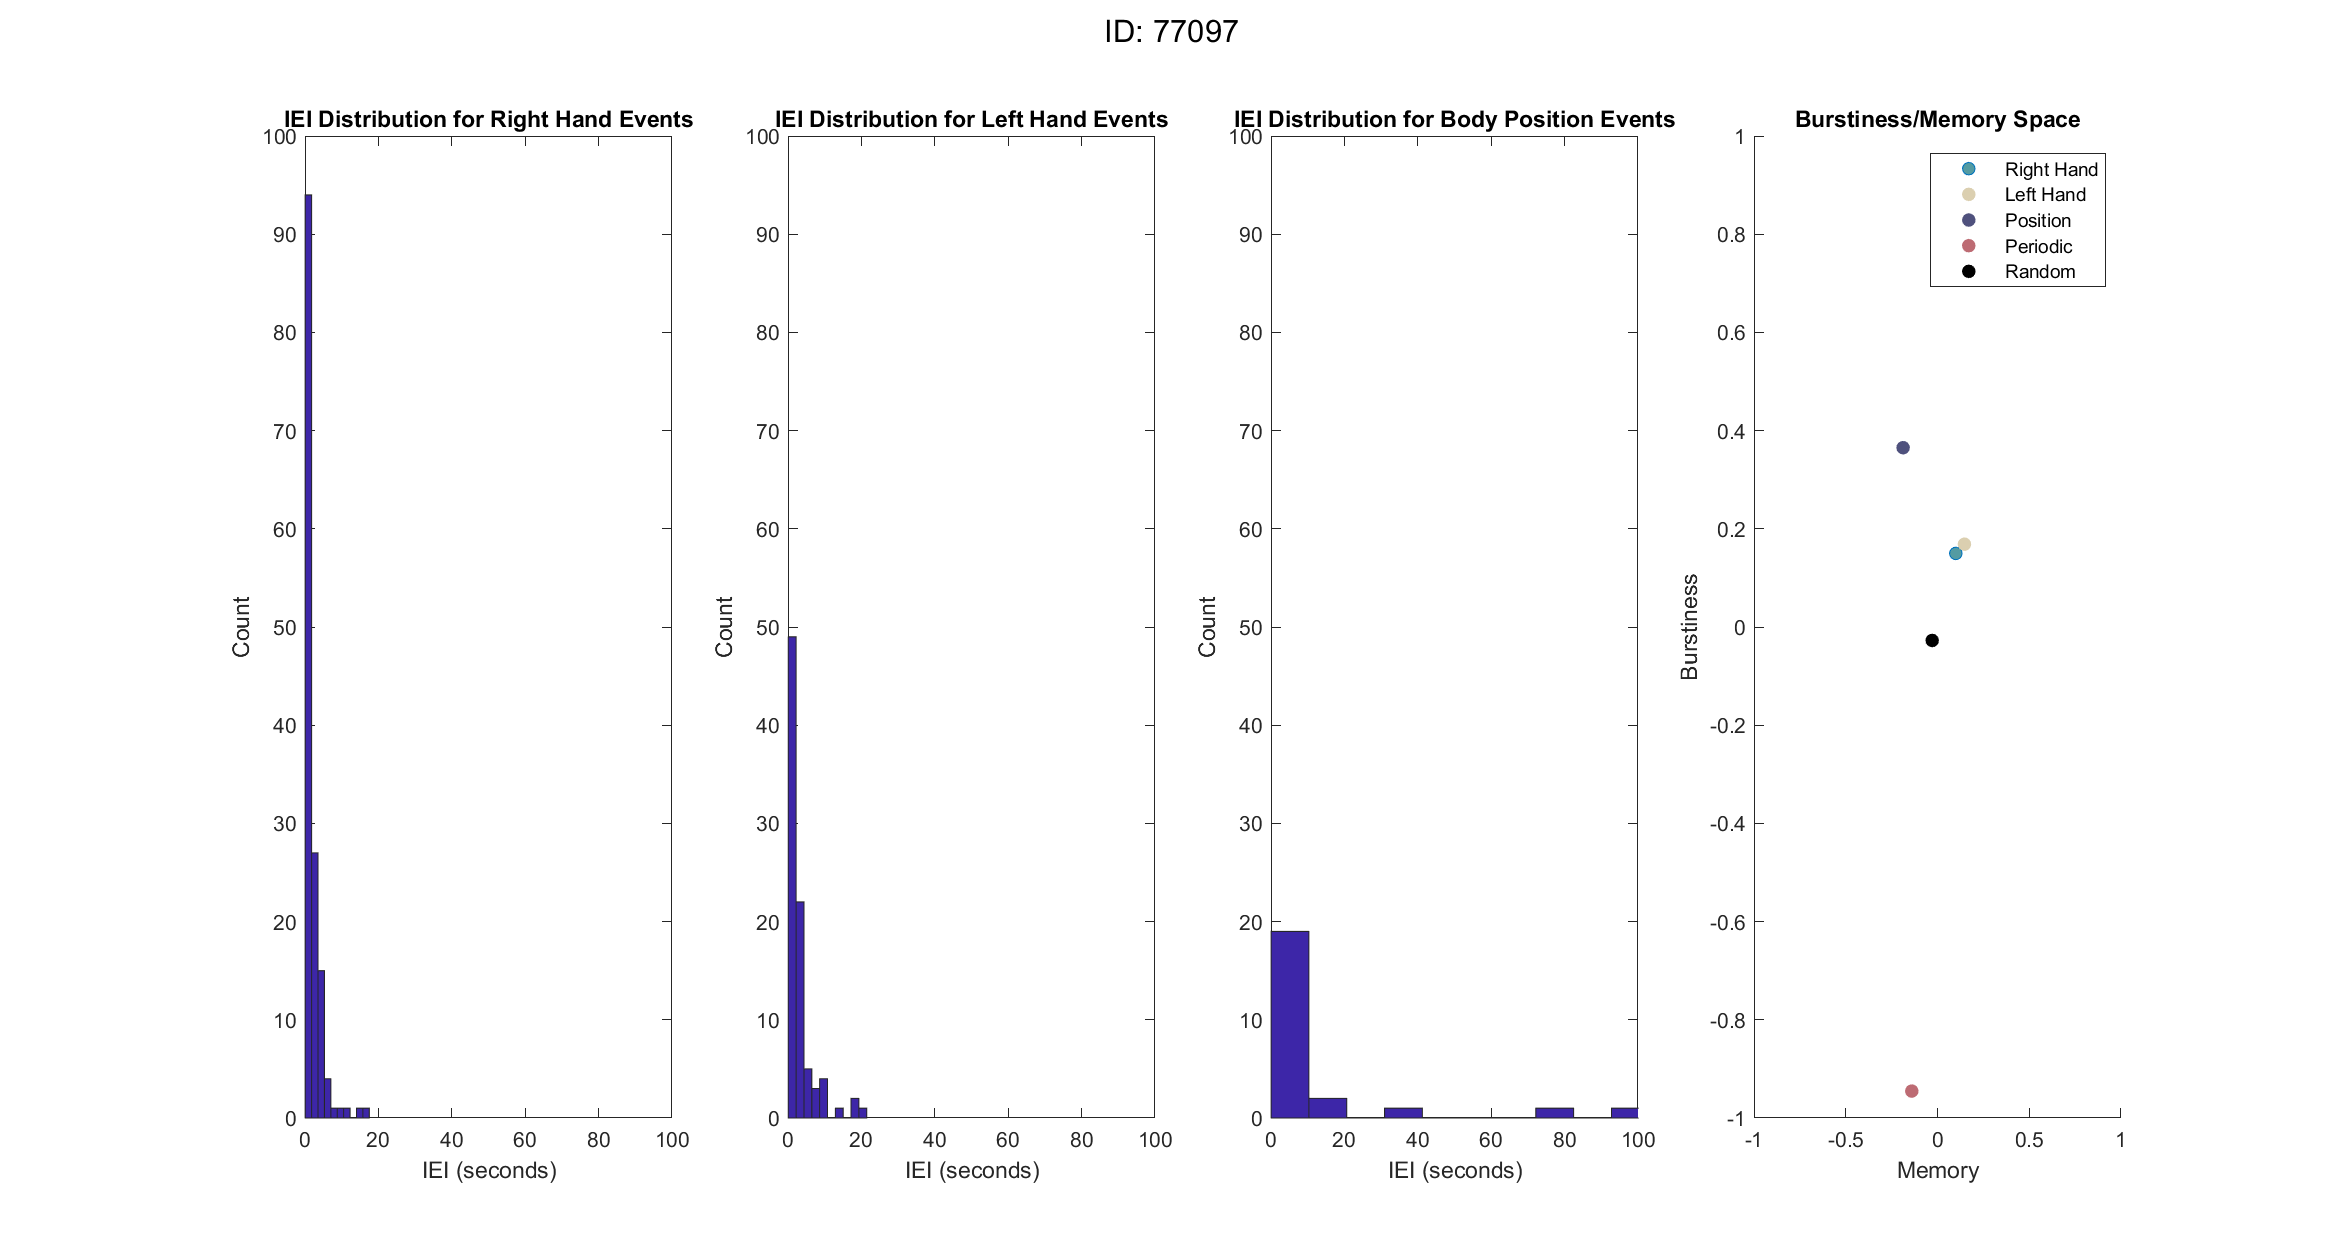 ID: 77097
IEI Distribution for Right Hand Events
100
90
80
70
60
50
40
30
20
10
0
Count
0 20 40 60 80 100
IEI (seconds)
IEI Distribution for Left Hand Events
100
90
80
70
60
50
40
30
20
10
0
Count
0 20 40 60 80 100
IEI (seconds)
IEI Distribution for Body Position Events
100
90
80
70
60
50
40
30
20
10
0
Count
0 20 40 60 80 100
IEI (seconds)
Burstiness/Memory Space
Right Hand
Left Hand
Position
Periodic
Random
1
0.8
0.6
0.4
0.2
0
-0.2
-0.4
-0.6
-0.8
-1
Burstiness
-1 -0.5 0 0.5 1
Memory